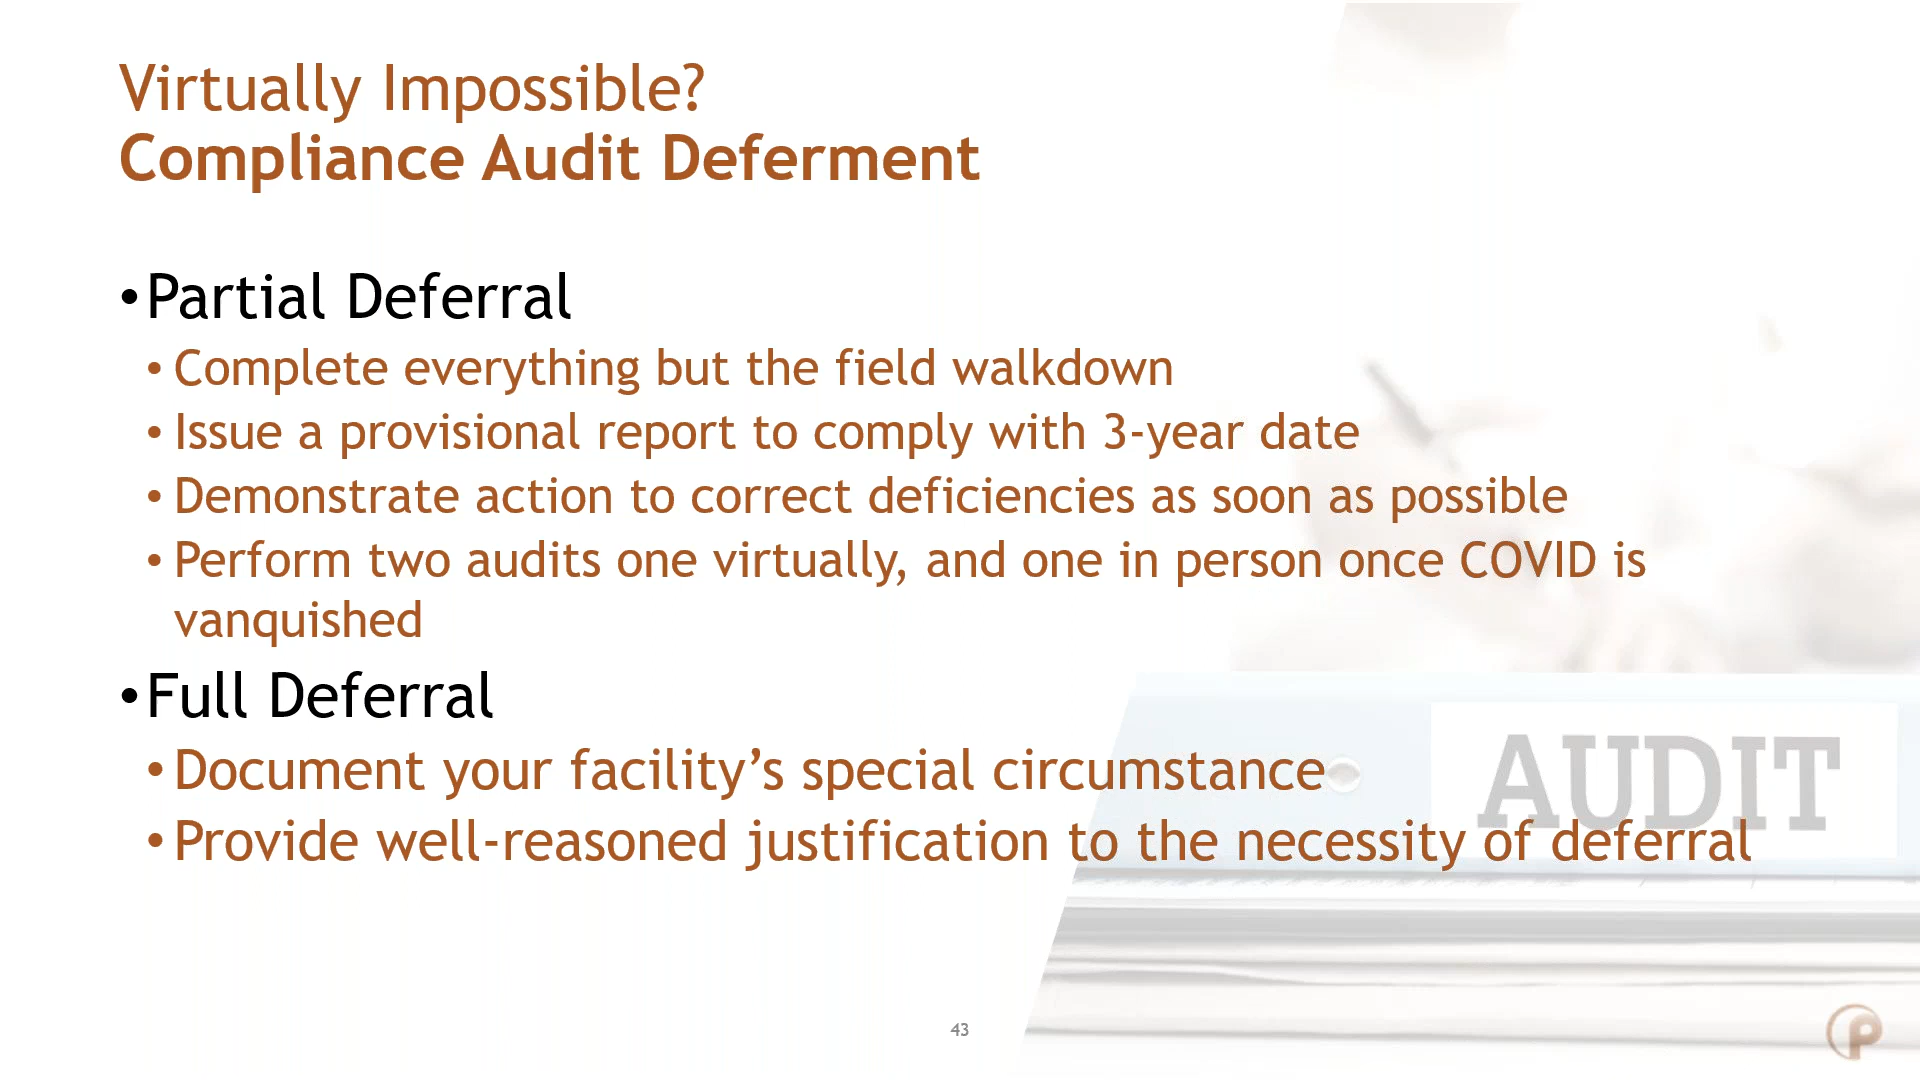 Virtually Impossible?
Compliance Audit Deferment
•Partial Deferral
• Complete everything but the field walkdown
• Issue a provisional report to comply with 3-year date
• Demonstrate action to correct deficiencies as soon as possible
• Perform two audits one virtually, and one in person once COVID is
vanquished
•Full Deferral
• Document your facility’s special circumstance
AUDIT
• Provide well-reasoned justification to the necessity of deferral
43
P